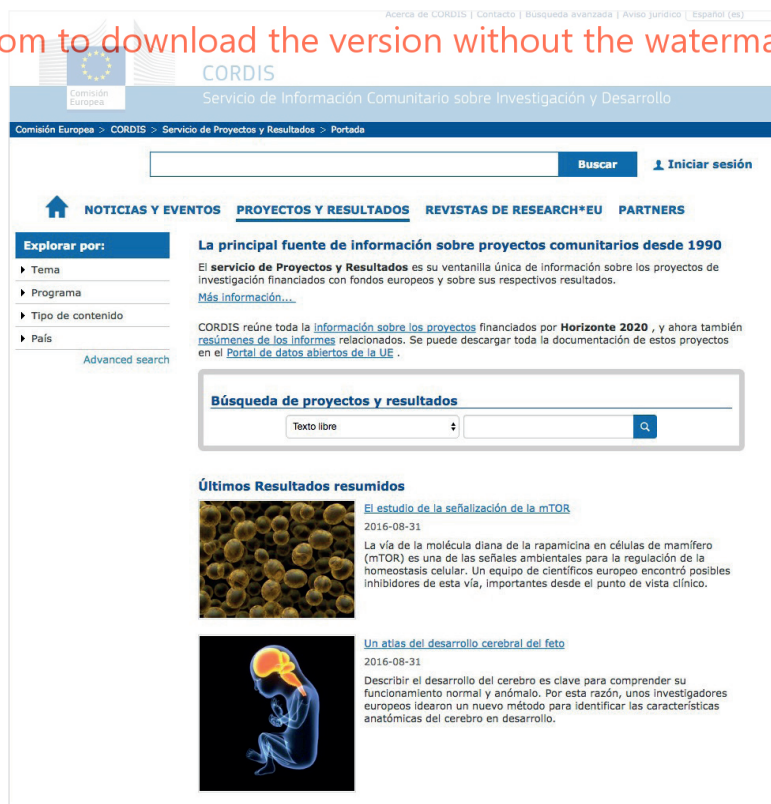 Acerca de CORDIS | Contacto | Búsqueda avanzada | Aviso jurídico | Español (es)
om to download the version without the waterma
CORDIS
Comisión
Europea
Servicio de Información Comunitario sobre Investigación y Desarrollo
Comisión Europea > CORDIS > Servicio de Proyectos y Resultados > Portada
Buscar
Iniciar sesión
NOTICIAS Y EVENTOS PROYECTOS Y RESULTADOS REVISTAS DE RESEARCH*EU PARTNERS
Explorar por:
Tema
Programa
Tipo de contenido
País
Advanced search
La principal fuente de información sobre proyectos comunitarios desde 1990
El servicio de Proyectos y Resultados es su ventanilla única de información sobre los proyectos de
investigación financiados con fondos europeos y sobre sus respectivos resultados.
Más información...
CORDIS reúne toda la información sobre los proyectos financiados por Horizonte 2020 , y ahora también
resúmenes de los informes relacionados. Se puede descargar toda la documentación de estos proyectos
en el Portal de datos abiertos de la UE .
Búsqueda de proyectos y resultados
Texto libre
Últimos Resultados resumidos
El estudio de la señalización de la mTOR
2016-08-31
La vía de la molécula diana de la rapamicina en células de mamífero
(mTOR) es una de las señales ambientales para la regulación de la
homeostasis celular. Un equipo de científicos europeo encontró posibles
inhibidores de esta vía, importantes desde el punto de vista clínico.
Un atlas del desarrollo cerebral del feto
2016-08-31
Describir el desarrollo del cerebro es clave para comprender su
funcionamiento normal y anómalo. Por esta razón, unos investigadores
europeos idearon un nuevo método para identificar las características
anatómicas del cerebro en desarrollo.